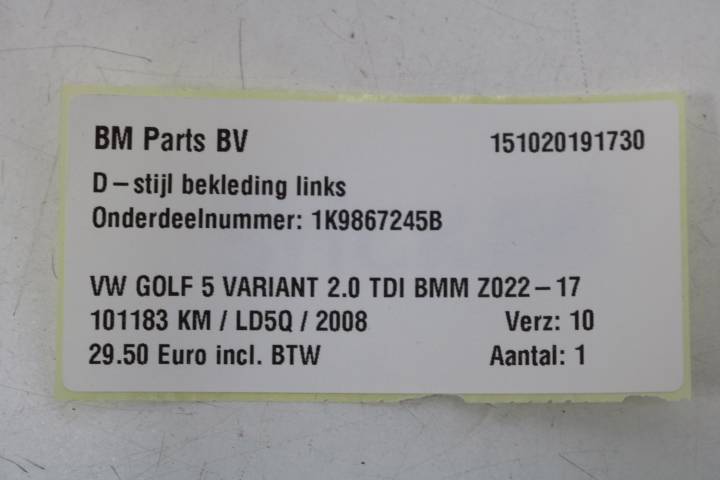 BM Parts BV 151020191730
D-stijl bekleding links
Onderdeelnummer: 1K9867245B
VW GOLF 5 VARIANT 2.0 TDI BMM Z022-17
101183 KM / LD5Q / 2008 Verz: 10
29.50 Euro incl. BTW Aantal: 1